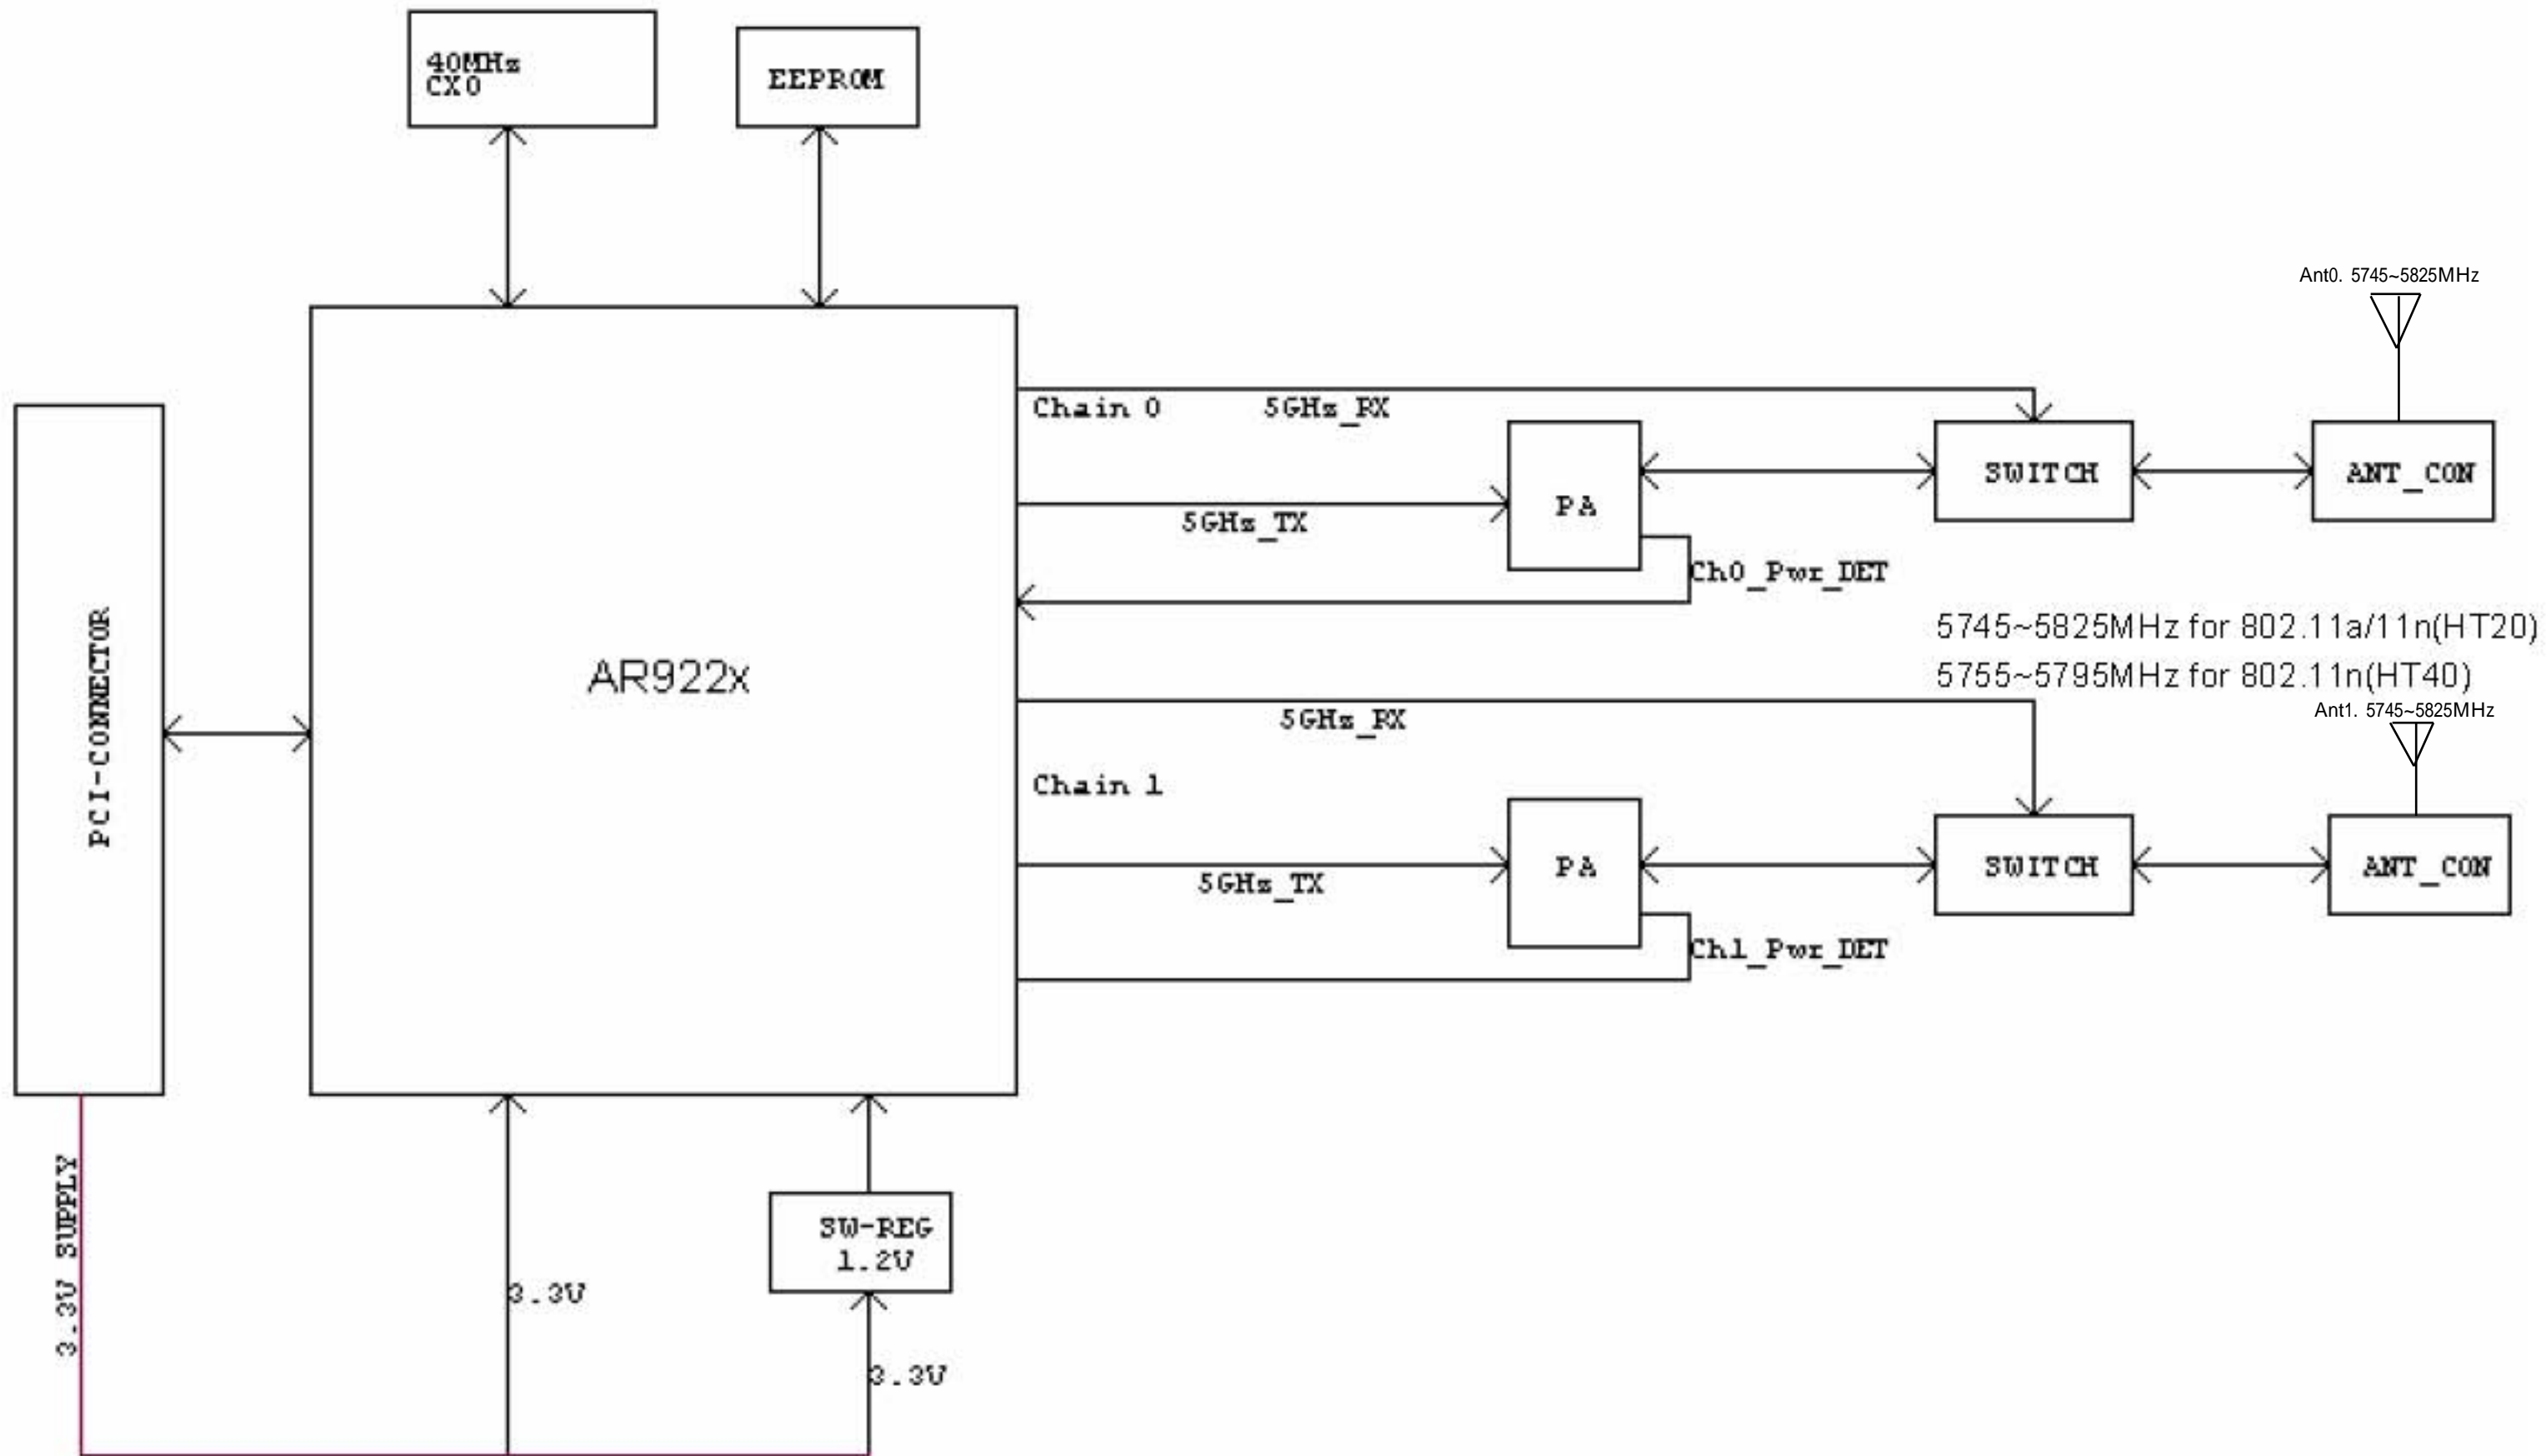 40MHz
CXO
EEPROM
Ant0. 5745~5825MHz
Chain 0
5GHz_RX
PA
SWITCH
ANT_CON
5GHz_TX
Ch0_Pwr_DET
PCI-CONNECTOR
AR922x
5745~5825MHz for 802.11a/11n(HT20)
5755~5795MHz for 802.11n(HT40)
Ant1. 5745~5825MHz
5GHz_RX
Chain 1
PA
SWITCH
ANT_CON
5GHz_TX
Ch1_Pwr_DET
3.3V SUPLY
SW-REG
1.2V
3.3V
3.3V